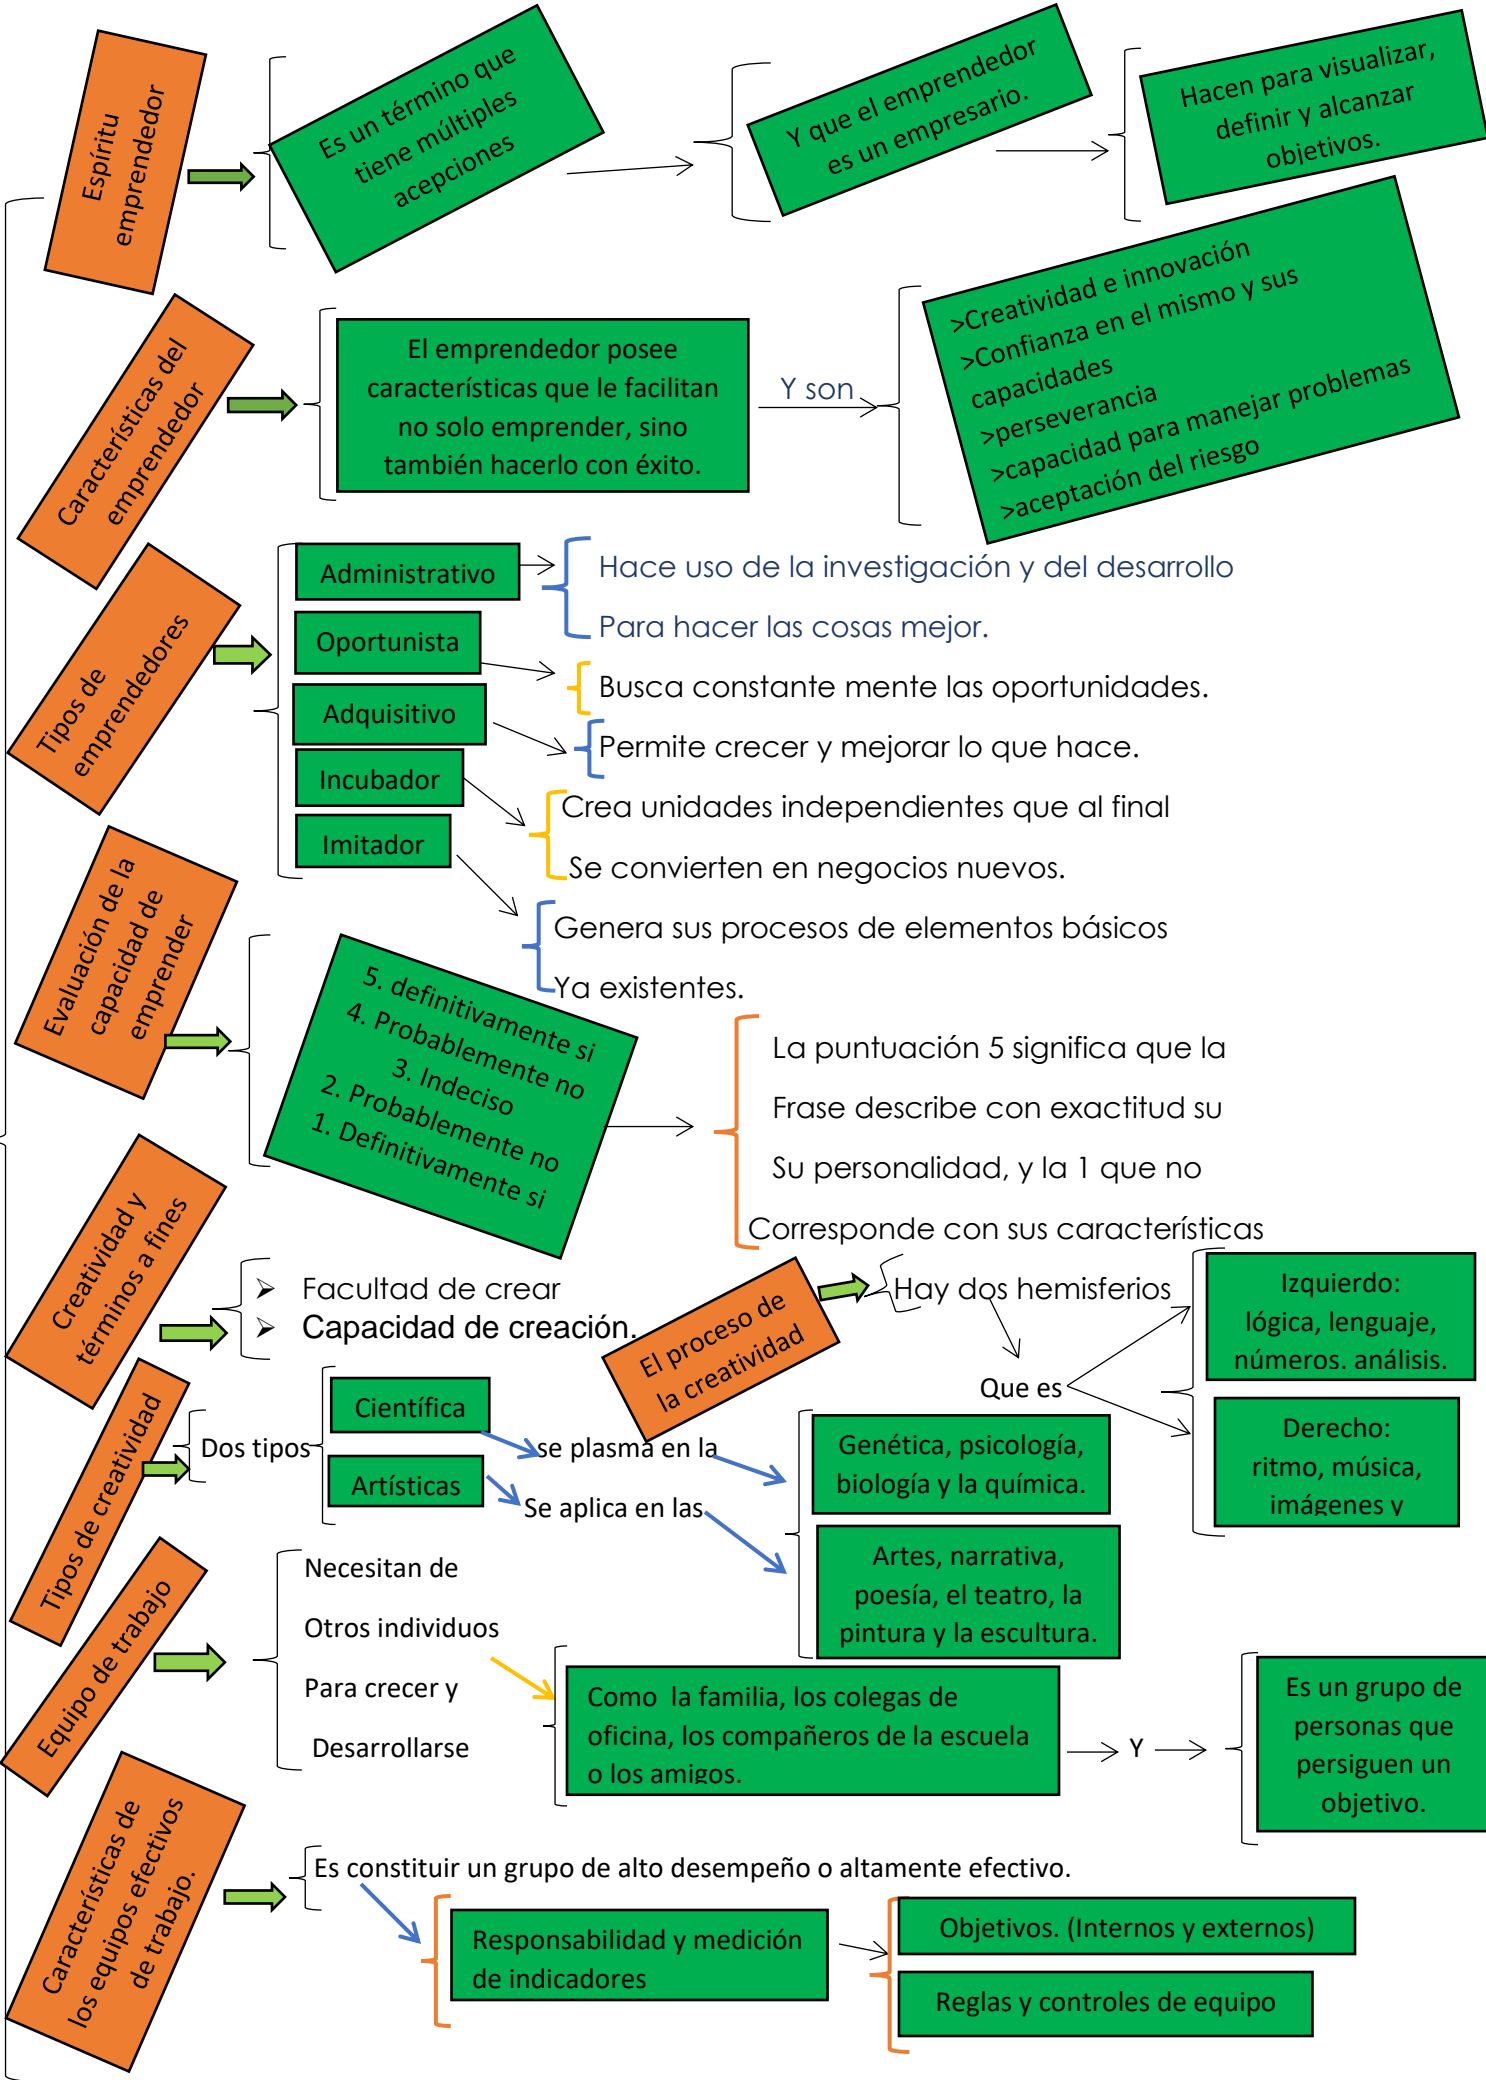 Espíritu
emprendedor
Es un término que
tiene múltiples
acepciones
Y que el emprendedor
es un empresario.
Hacen para visualizar,
definir y alcanzar
objetivos.
Características del
emprendedor
El emprendedor posee
características que le facilitan
no solo emprender, sino
también hacerlo con éxito.
Y son
>Creatividad e innovación
>Confianza en el mismo y sus
capacidades
>perseverancia
>capacidad para manejar problemas
>aceptación del riesgo
Tipos de
emprendedores
Administrativo
Hace uso de la investigación y del desarrollo
Para hacer las cosas mejor.
Oportunista
Busca constante mente las oportunidades.
Adquisitivo
Permite crecer y mejorar lo que hace.
Incubador
Crea unidades independientes que al final
Se convierten en negocios nuevos.
Imitador
Genera sus procesos de elementos básicos
Ya existentes.
Evaluación de la
capacidad de
emprender
5. definitivamente si
4. Probablemente no
3. Indeciso
2. Probablemente no
1. Definitivamente si
La puntuación 5 significa que la
Frase describe con exactitud su
Su personalidad, y la 1 que no
Corresponde con sus características
Creatividad y
términos a fines
➢ Facultad de crear
➢ Capacidad de creación.
El proceso de
la creatividad
Hay dos hemisferios
Que es
Izquierdo:
lógica, lenguaje,
números. análisis.
Derecho:
ritmo, música,
imágenes y
Tipos de creatividad
Dos tipos
Científica
se plasma en la
Genética, psicología,
biología y la química.
Artísticas
Se aplica en las
Artes, narrativa,
poesía, el teatro, la
pintura y la escultura.
Equipo de trabajo
Necesitan de
Otros individuos
Para crecer y
Desarrollarse
Como la familia, los colegas de
oficina, los compañeros de la escuela
o los amigos.
Y
Es un grupo de
personas que
persiguen un
objetivo.
Características de
los equipos efectivos
de trabajo.
Es constituir un grupo de alto desempeño o altamente efectivo.
Responsabilidad y medición
de indicadores
Objetivos. (Internos y externos)
Reglas y controles de equipo